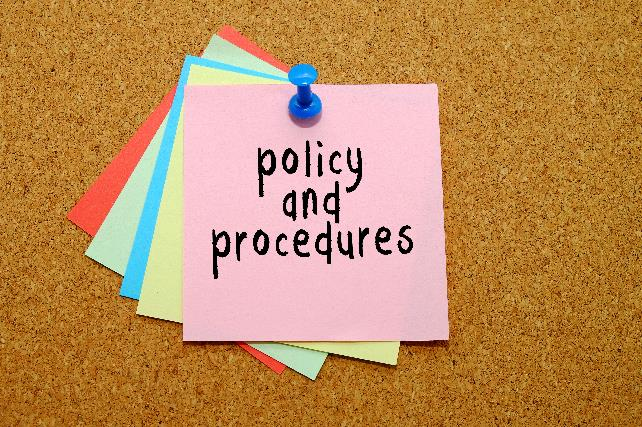 policy
and
procedures